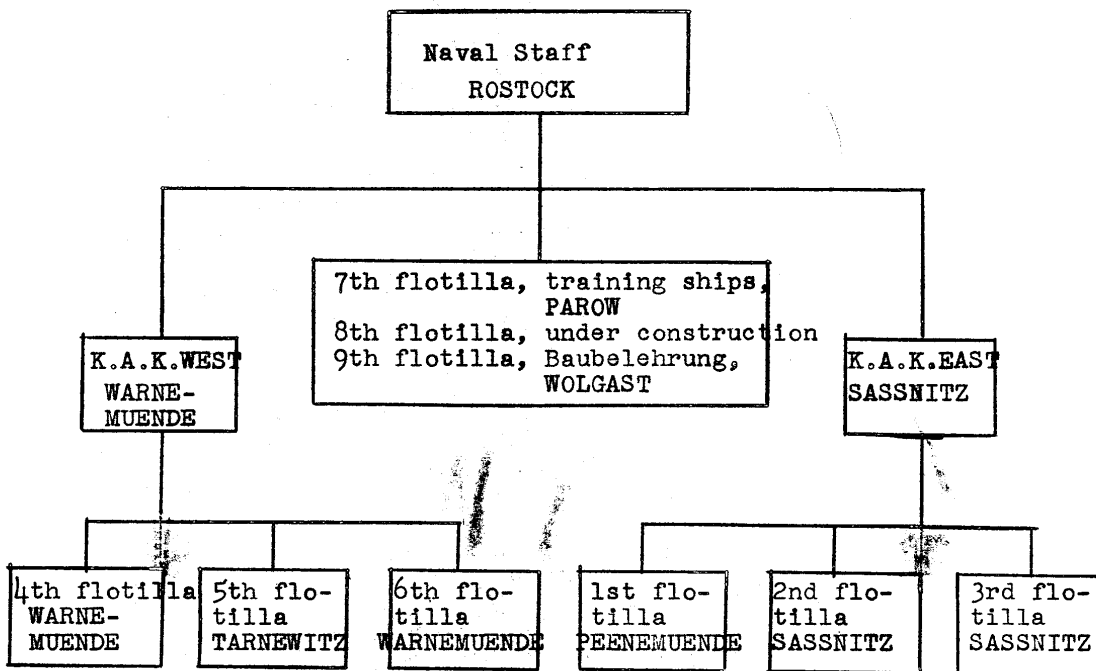 Naval Staff
ROSTOCK
7th flotilla, training ships,
PAROW
8th flotilla, under construction
9th flotilla, Baubelehrung,
WOLGAST
K.A.K.WEST
WARNE-
MUENDE
K.A.K.EAST
SASSNITZ
4th flotilla
WARNE-
MUENDE
5th flo-
tilla
TARNEWITZ
6th flo-
tilla
WARNEMUENDE
1st flo-
tilla
PEENEMUENDE
2nd flo-
tilla
SASSNITZ
3rd flo-
tilla
SASSNITZ